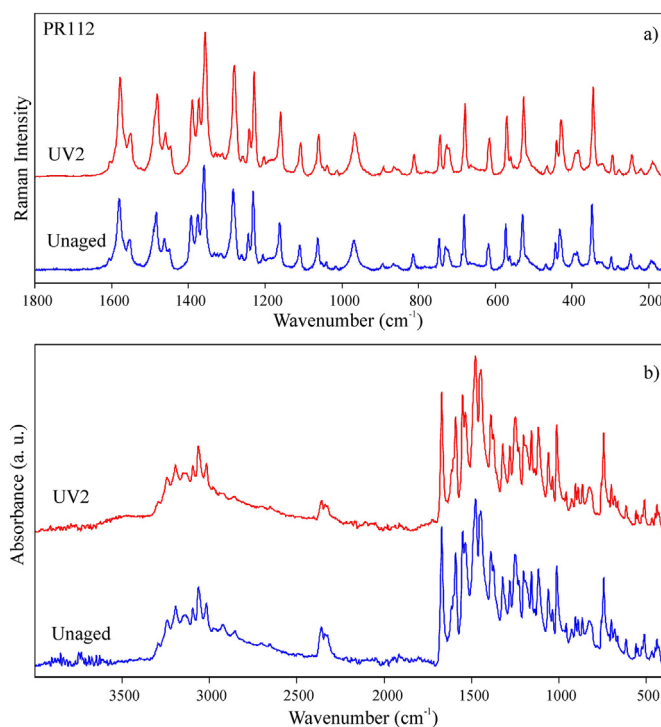 PR112
a)
UV2
Unaged
Raman Intensity
1800 1600 1400 1200 1000 800 600 400 200
Wavenumber (cm⁻¹)
b)
UV2
Unaged
Absorbance (a. u.)
3500 3000 2500 2000 1500 1000 500
Wavenumber (cm⁻¹)